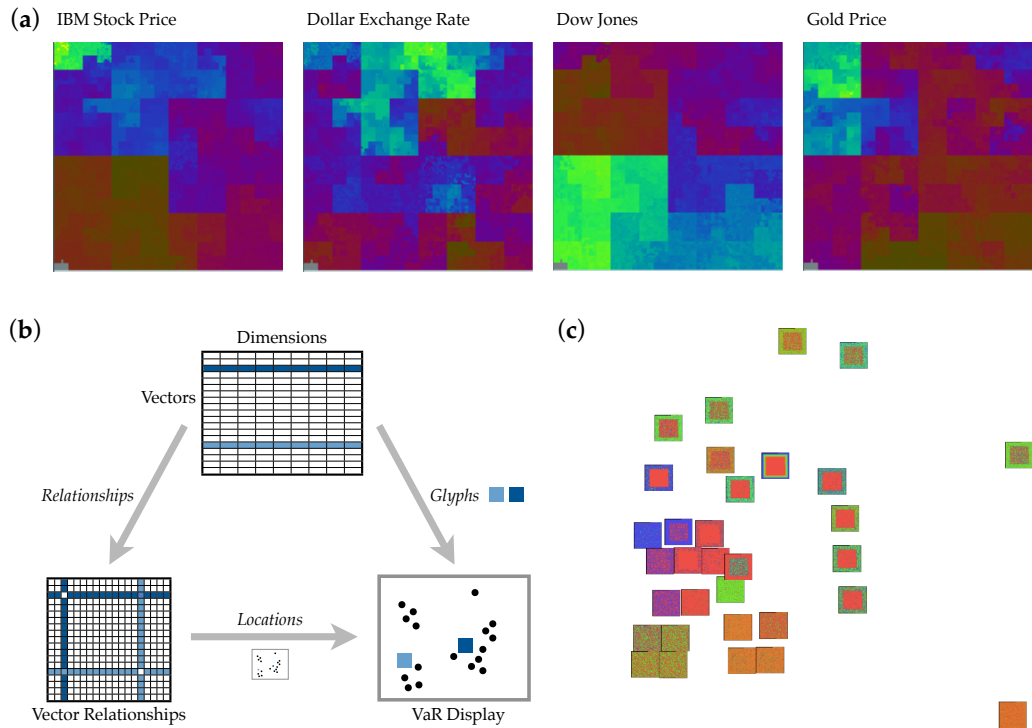 (a)
IBM Stock Price
Dollar Exchange Rate
Dow Jones
Gold Price
(b)
Dimensions
Vectors
Relationships
Glyphs
Locations
Vector Relationships
VaR Display
(c)